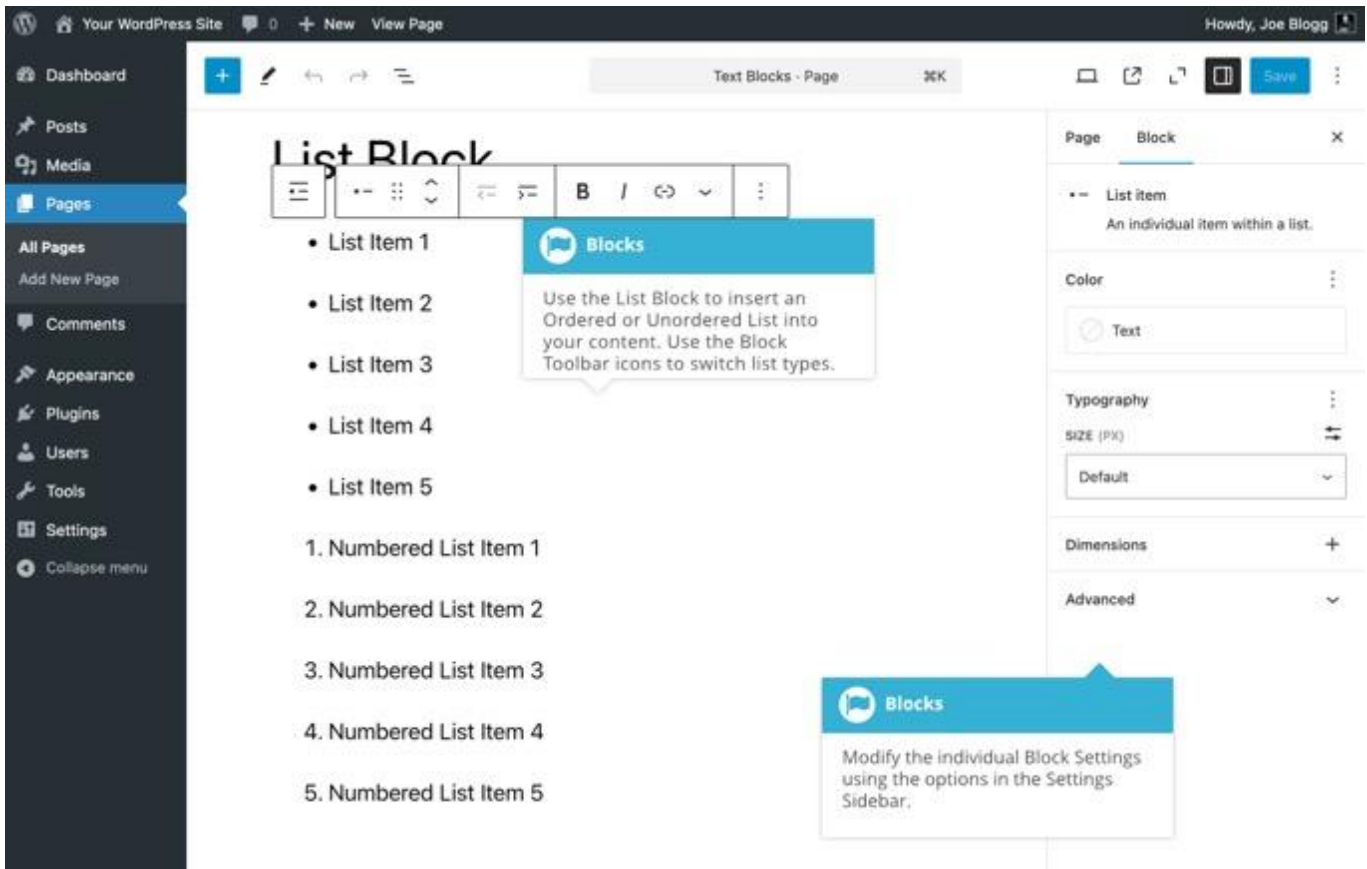 Your WordPress Site 0 + New View Page Howdy, Joe Blogg
Dashboard
Posts
Media
Pages
All Pages
Add New Page
Comments
Appearance
Plugins
Users
Tools
Settings
Collapse menu
Text Blocks · Page ⌘K
Save
List Block
B I
• List Item 1
• List Item 2
• List Item 3
• List Item 4
• List Item 5
1. Numbered List Item 1
2. Numbered List Item 2
3. Numbered List Item 3
4. Numbered List Item 4
5. Numbered List Item 5
Blocks
Use the List Block to insert an
Ordered or Unordered List into
your content. Use the Block
Toolbar icons to switch list types.
Page Block
List item
An individual item within a list.
Color
Text
Typography
SIZE (PX)
Default
Dimensions
Advanced
Blocks
Modify the individual Block Settings
using the options in the Settings
Sidebar.